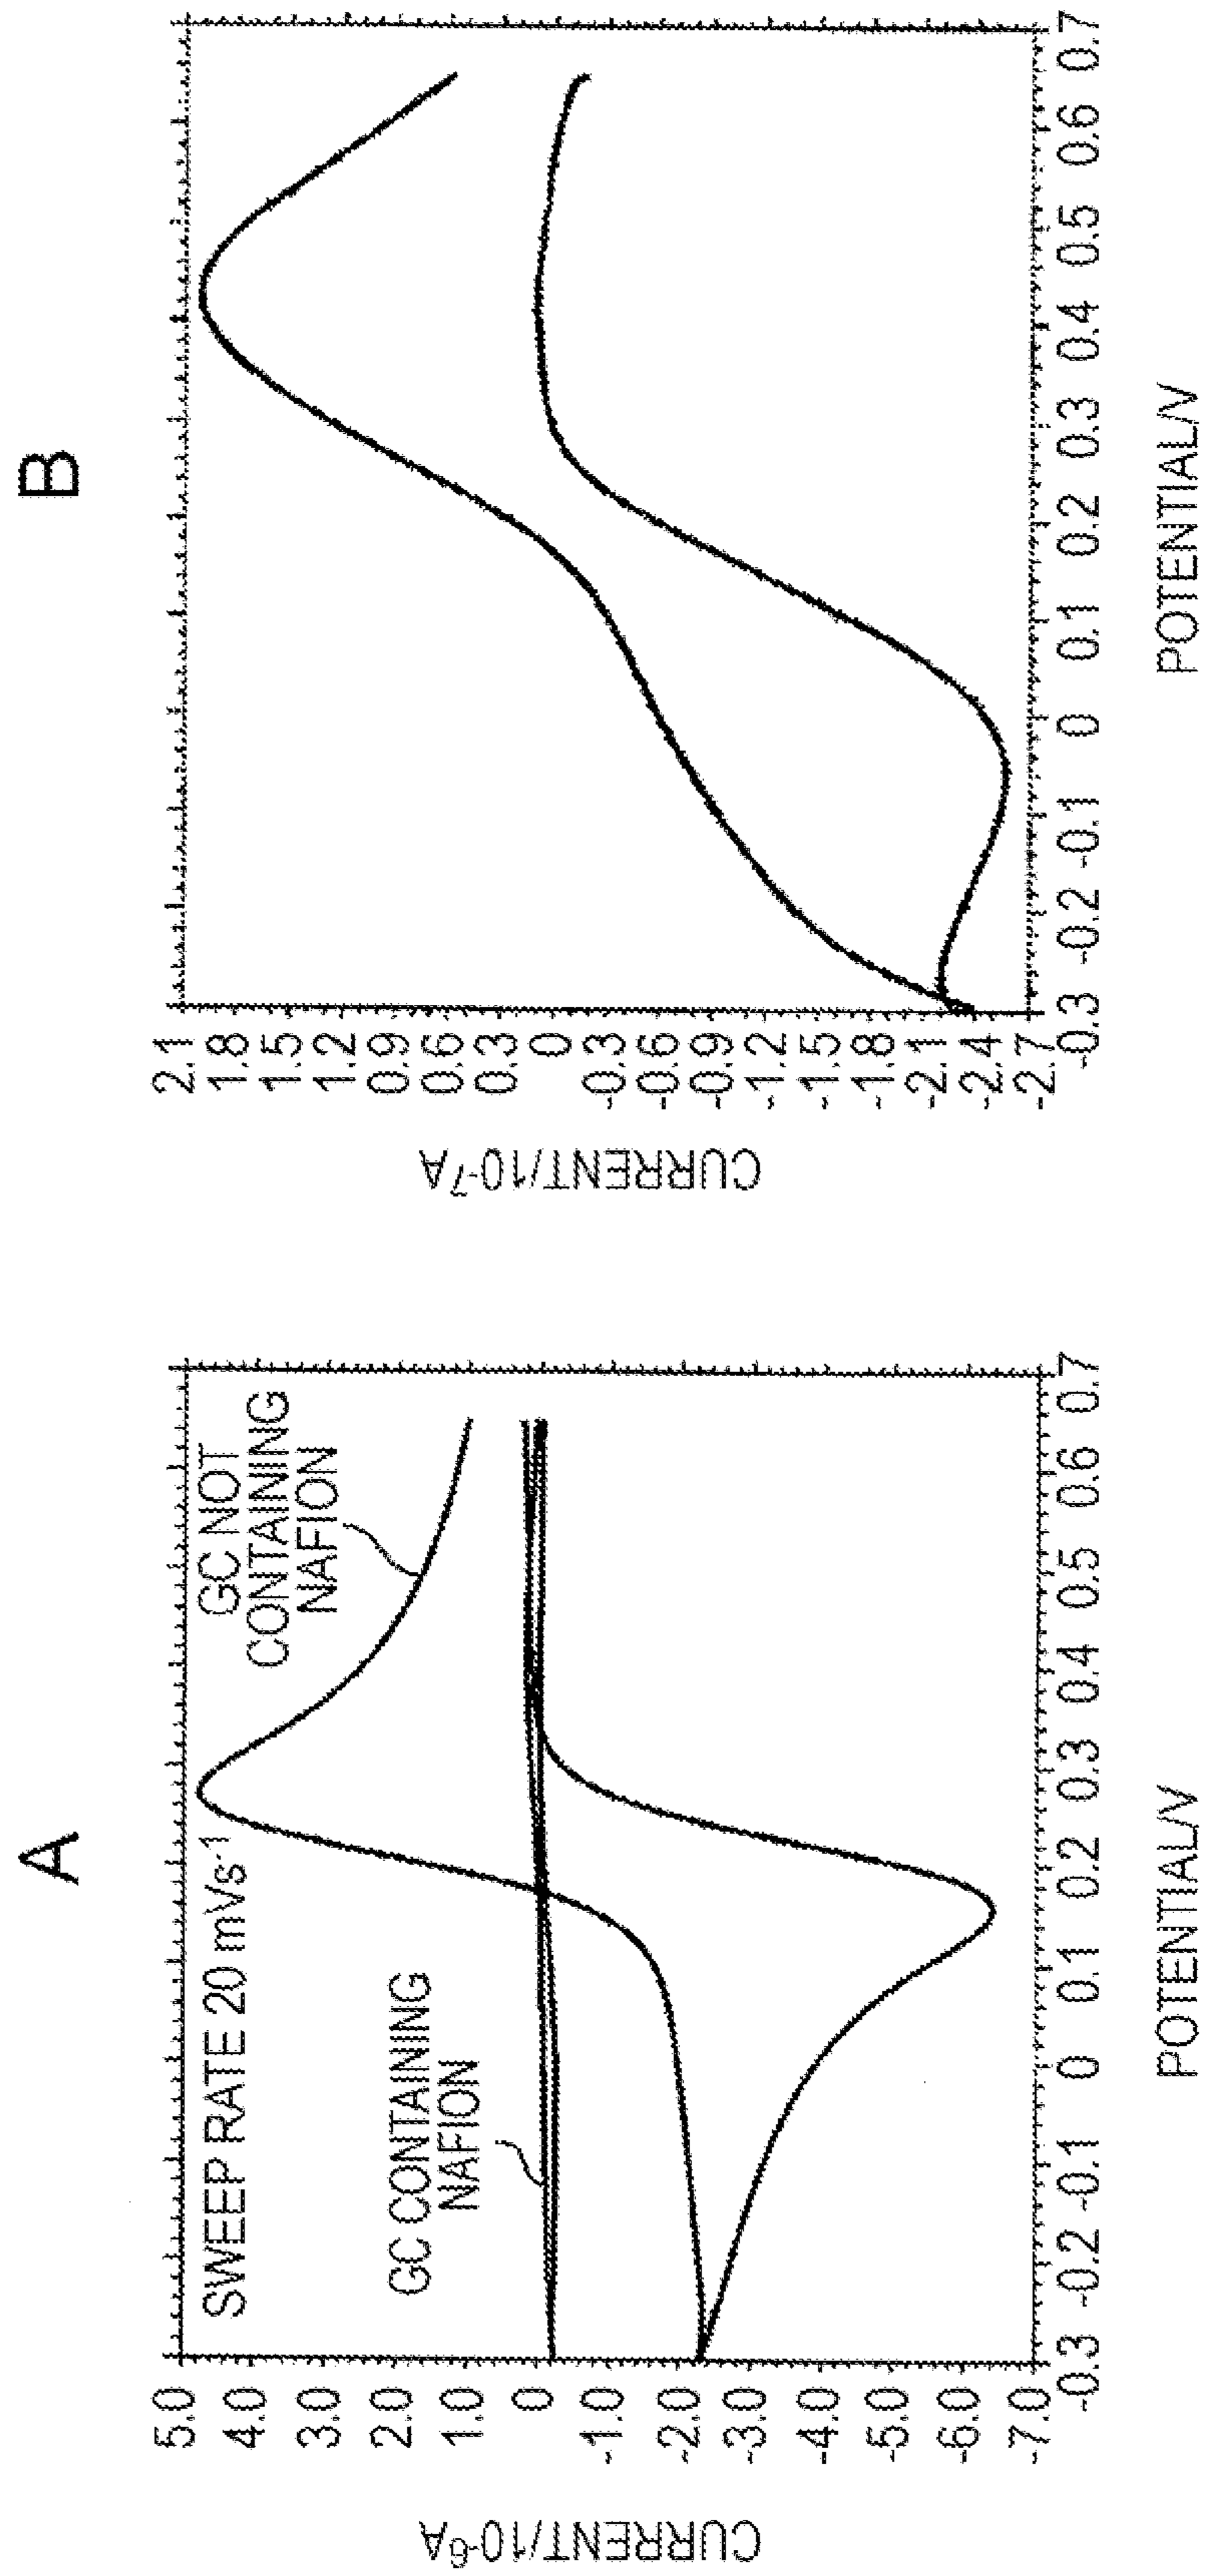 A
CURRENT/10-6A
5.0
4.0
3.0
2.0
1.0
0
-1.0
-2.0
-3.0
-4.0
-5.0
-6.0
-7.0
SWEEP RATE 20 mVs-1
GC NOT
CONTAINING
NAFION
GC CONTAINING
NAFION
-0.3 -0.2 -0.1 0 0.1 0.2 0.3 0.4 0.5 0.6 0.7
POTENTIAL/V
B
CURRENT/10-7A
2.1
1.8
1.5
1.2
0.9
0.6
0.3
0
-0.3
-0.6
-0.9
-1.2
-1.5
-1.8
-2.1
-2.4
-2.7
-0.3 -0.2 -0.1 0 0.1 0.2 0.3 0.4 0.5 0.6 0.7
POTENTIAL/V